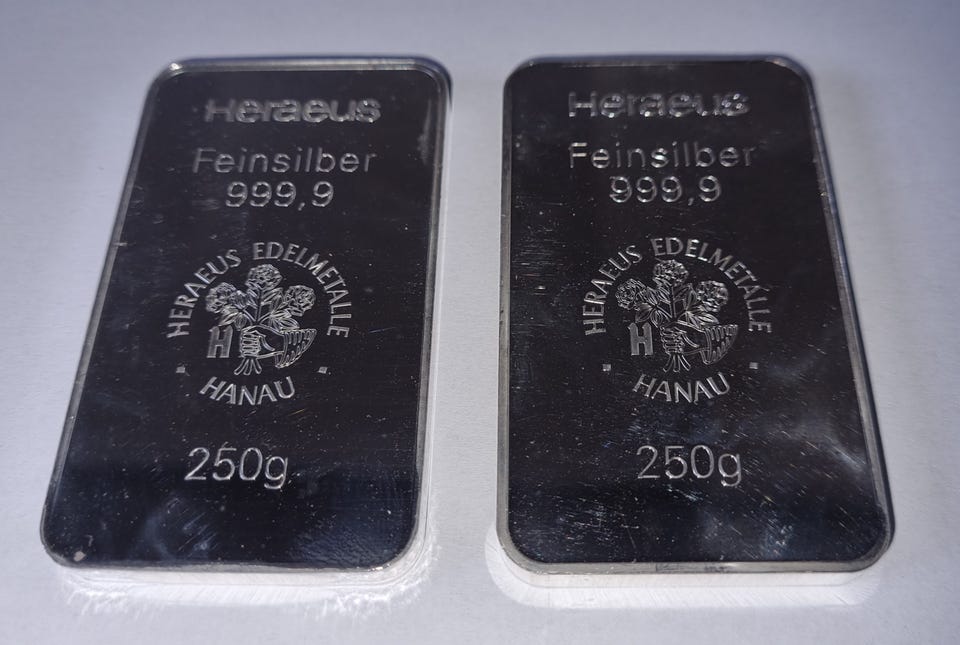 Heraeus
Feinsilber
999,9
HERAEUS EDELMETALLE
H
HANAU
250g
Heraeus
Feinsilber
999,9
HERAEUS EDELMETALLE
H
HANAU
250g